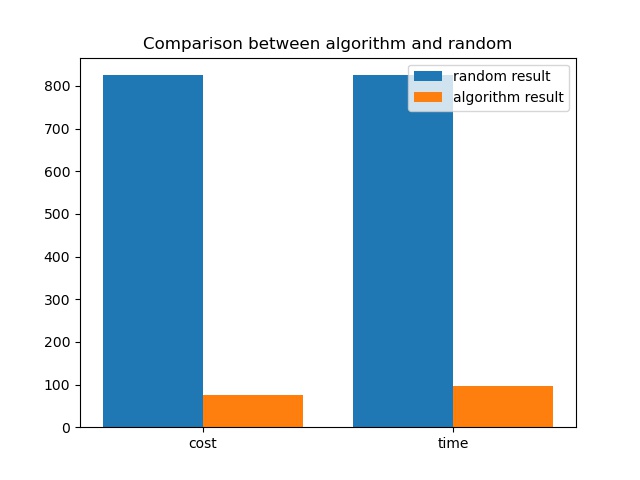 Comparison between algorithm and random
random result
algorithm result
800
700
600
500
400
300
200
100
0
cost time